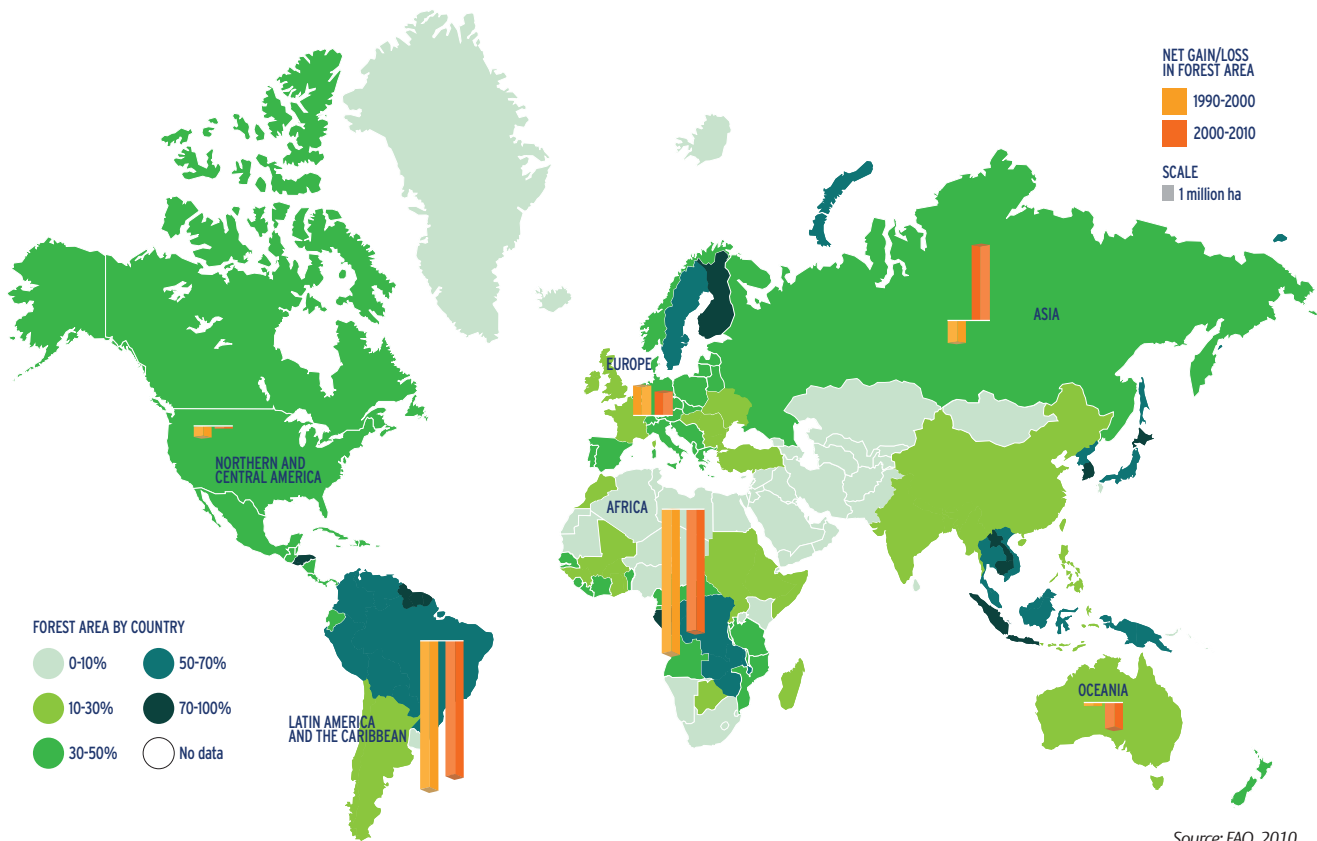 NET GAIN/LOSS
IN FOREST AREA
1990-2000
2000-2010
SCALE
1 million ha
ASIA
EUROPE
NORTHERN AND
CENTRAL AMERICA
AFRICA
FOREST AREA BY COUNTRY
0-10%
50-70%
10-30%
70-100%
30-50%
No data
LATIN AMERICA
AND THE CARIBBEAN
OCEANIA
Source: FAO, 2010